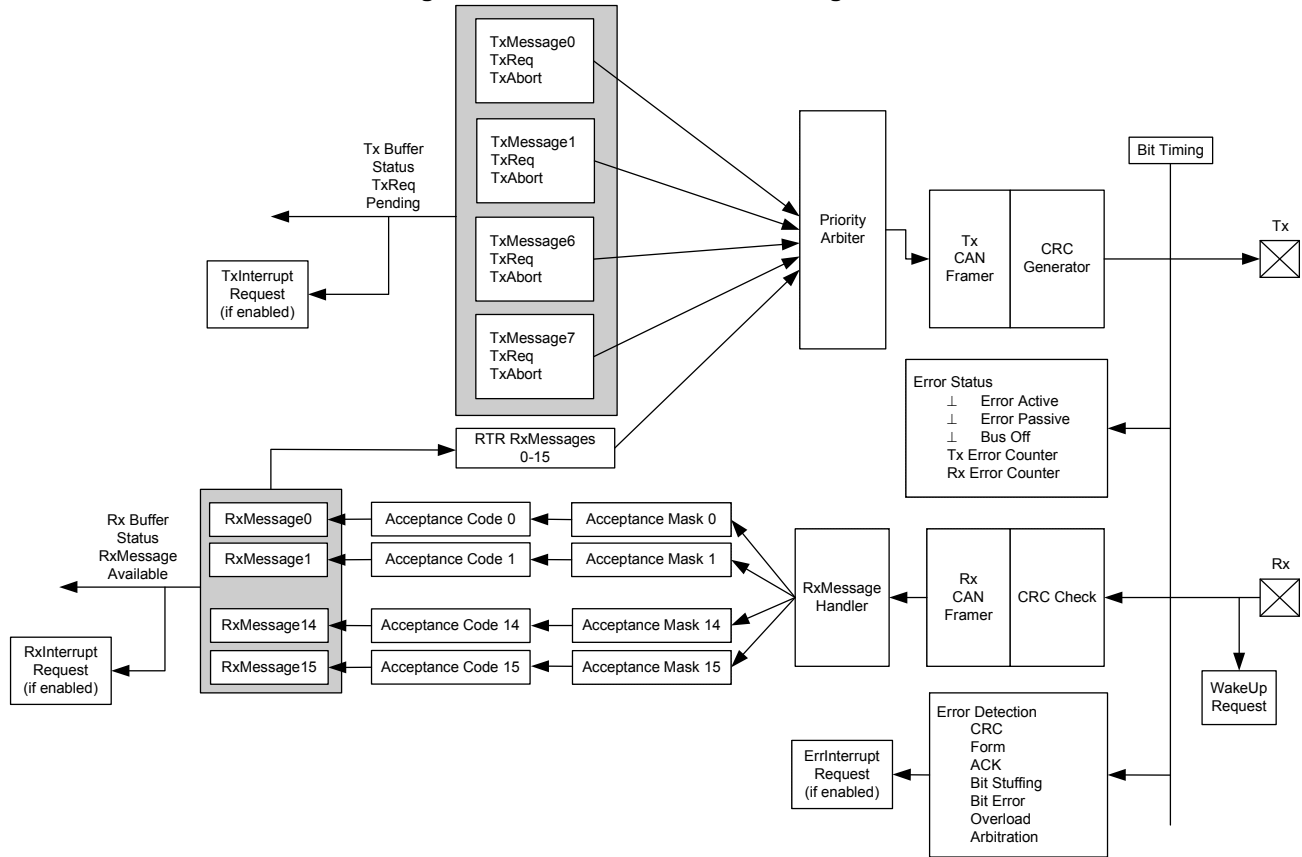 TxMessage0
TxReq
TxAbort
TxMessage1
TxReq
TxAbort
TxMessage6
TxReq
TxAbort
TxMessage7
TxReq
TxAbort
Tx Buffer
Status
TxReq
Pending
TxInterrupt
Request
(if enabled)
Priority
Arbiter
Tx
CAN
Framer
CRC
Generator
Bit Timing
Tx
Error Status
⊥ Error Active
⊥ Error Passive
⊥ Bus Off
Tx Error Counter
Rx Error Counter
RTR RxMessages
0-15
Rx Buffer
Status
RxMessage
Available
RxInterrupt
Request
(if enabled)
RxMessage0
Acceptance Code 0
Acceptance Mask 0
RxMessage1
Acceptance Code 1
Acceptance Mask 1
RxMessage14
Acceptance Code 14
Acceptance Mask 14
RxMessage15
Acceptance Code 15
Acceptance Mask 15
RxMessage
Handler
Rx
CAN
Framer
CRC Check
Rx
WakeUp
Request
ErrInterrupt
Request
(if enabled)
Error Detection
CRC
Form
ACK
Bit Stuffing
Bit Error
Overload
Arbitration